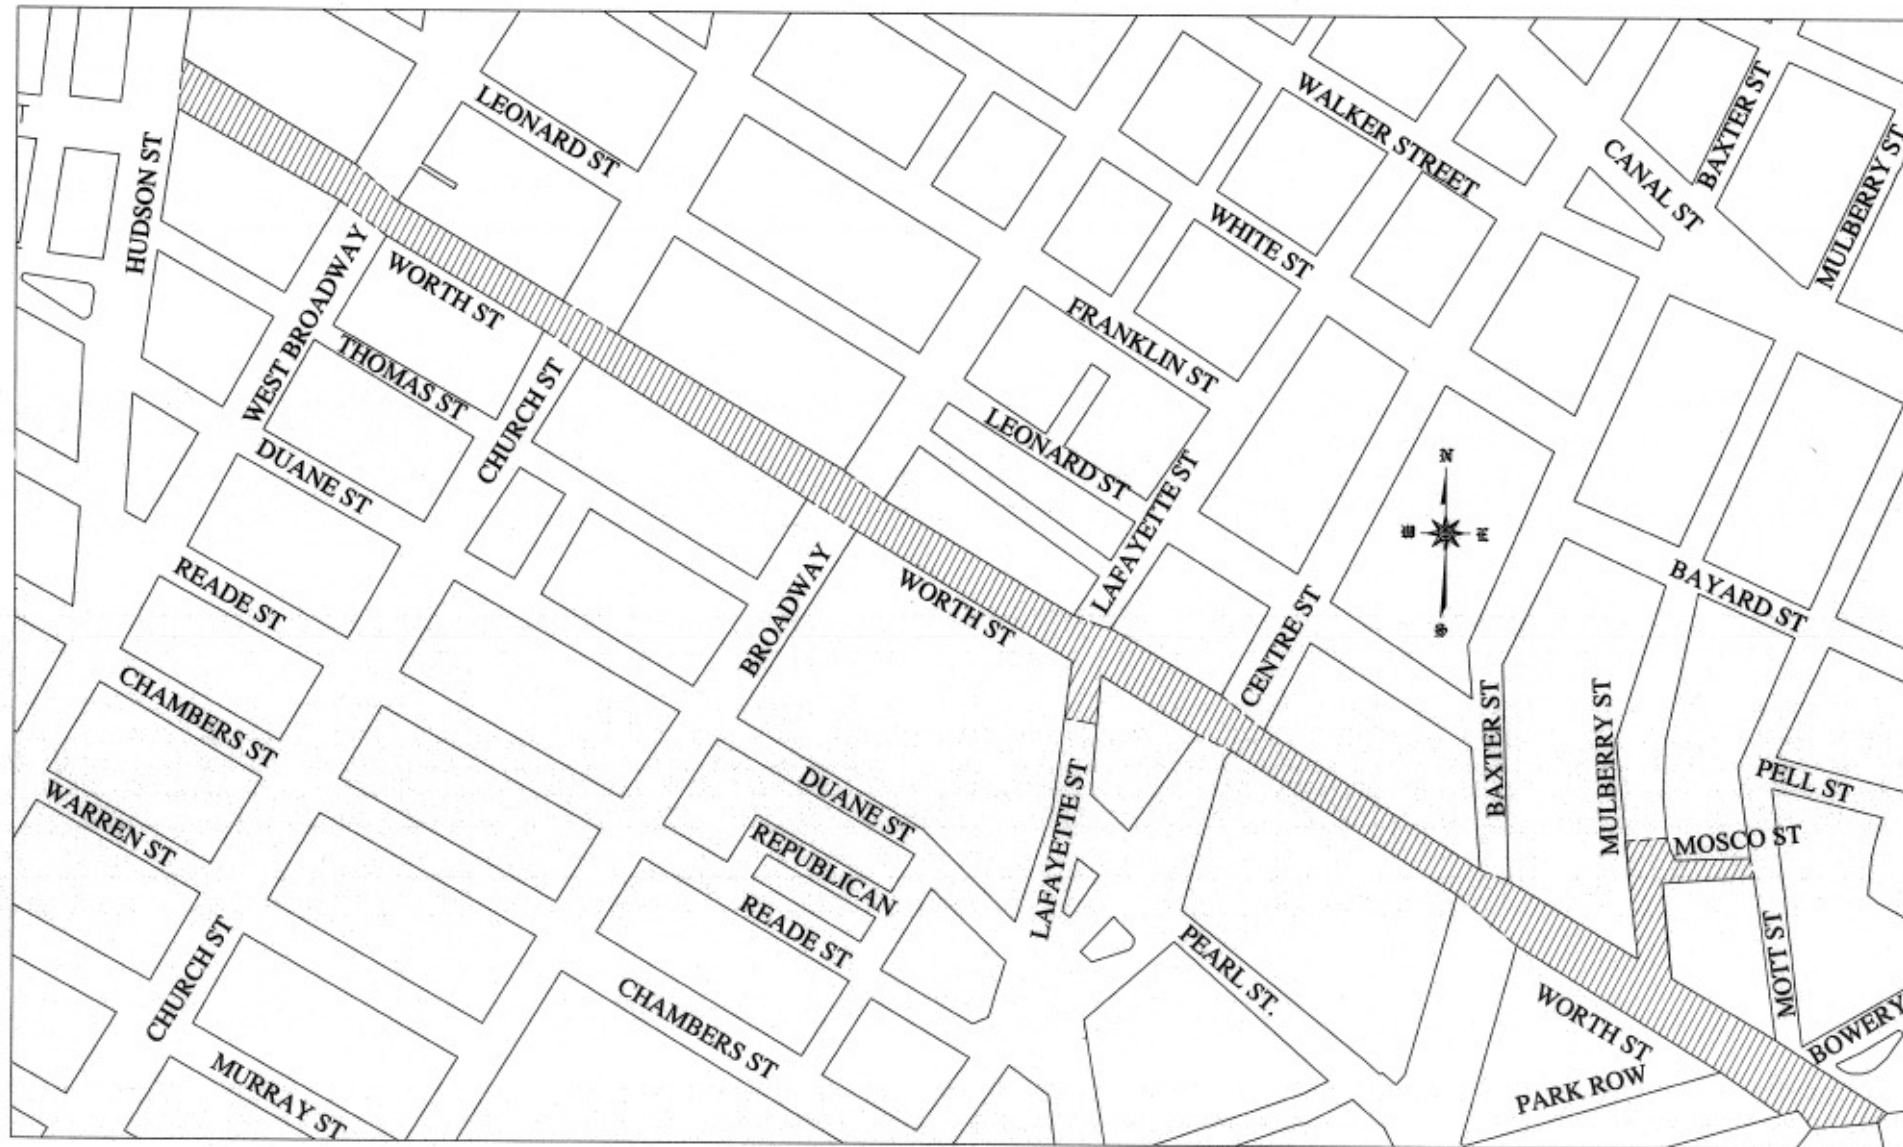 T
HUDSON ST
LEONARD ST
WALKER STREET
CANAL ST
BAXTER ST
MULBERRY ST
WHITE ST
FRANKLIN ST
WEST BROADWAY
WORTH ST
THOMAS ST
CHURCH ST
LEONARD ST
LAFAYETTE ST
DUANE ST
N
E
S
READE ST
BROADWAY
WORTH ST
CENTRE ST
BAYARD ST
CHAMBERS ST
BAXTER ST
MULBERRY ST
PELL ST
WARREN ST
DUANE ST
REPUBLICAN
READE ST
LAFAYETTE ST
MOSCO ST
CHURCH ST
CHAMBERS ST
PEARL ST.
MOTT ST
WORTH ST
BOWERY
MURRAY ST
PARK ROW